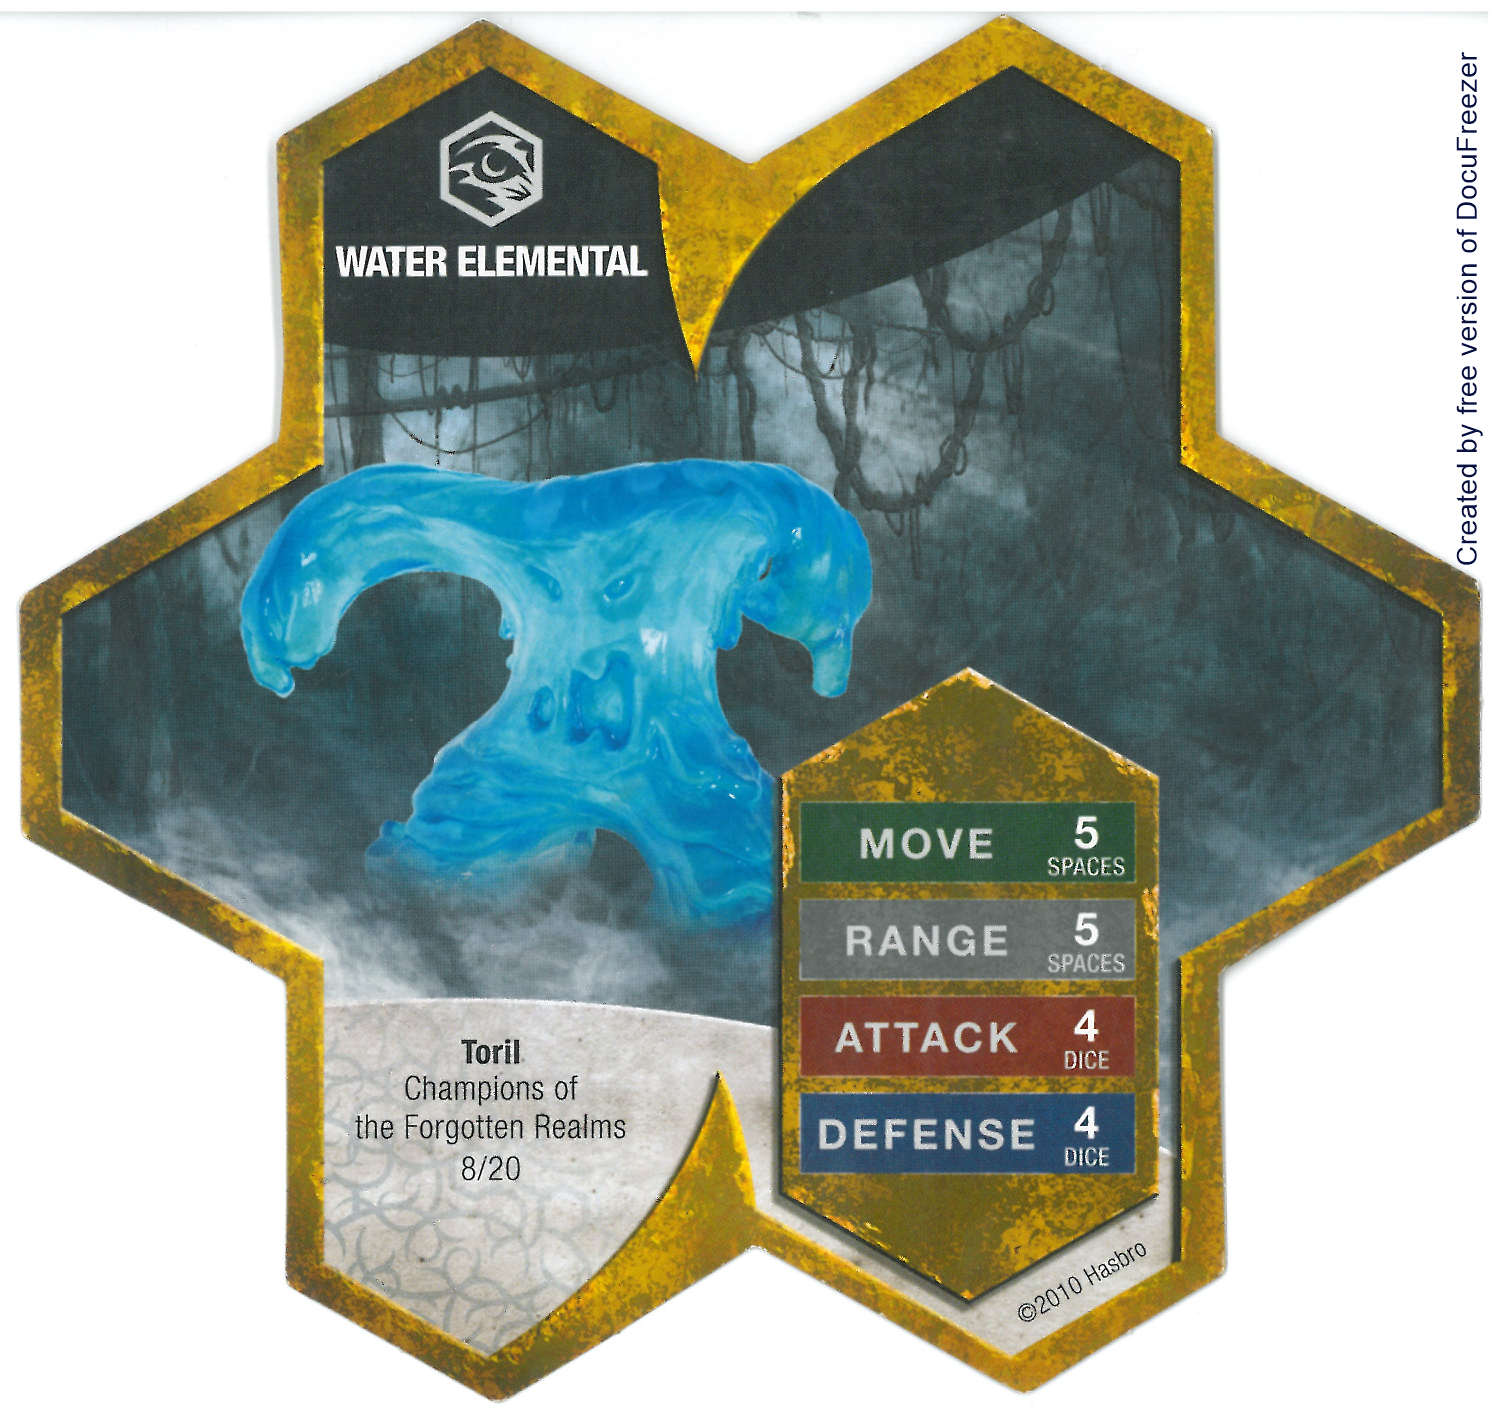 WATER ELEMENTAL
MOVE 5
SPACES
RANGE 5
SPACES
ATTACK 4
DICE
DEFENSE 4
DICE
Toril
Champions of
the Forgotten Realms
8/20
©2010 Hasbro
Created by free version of DocuFreezer